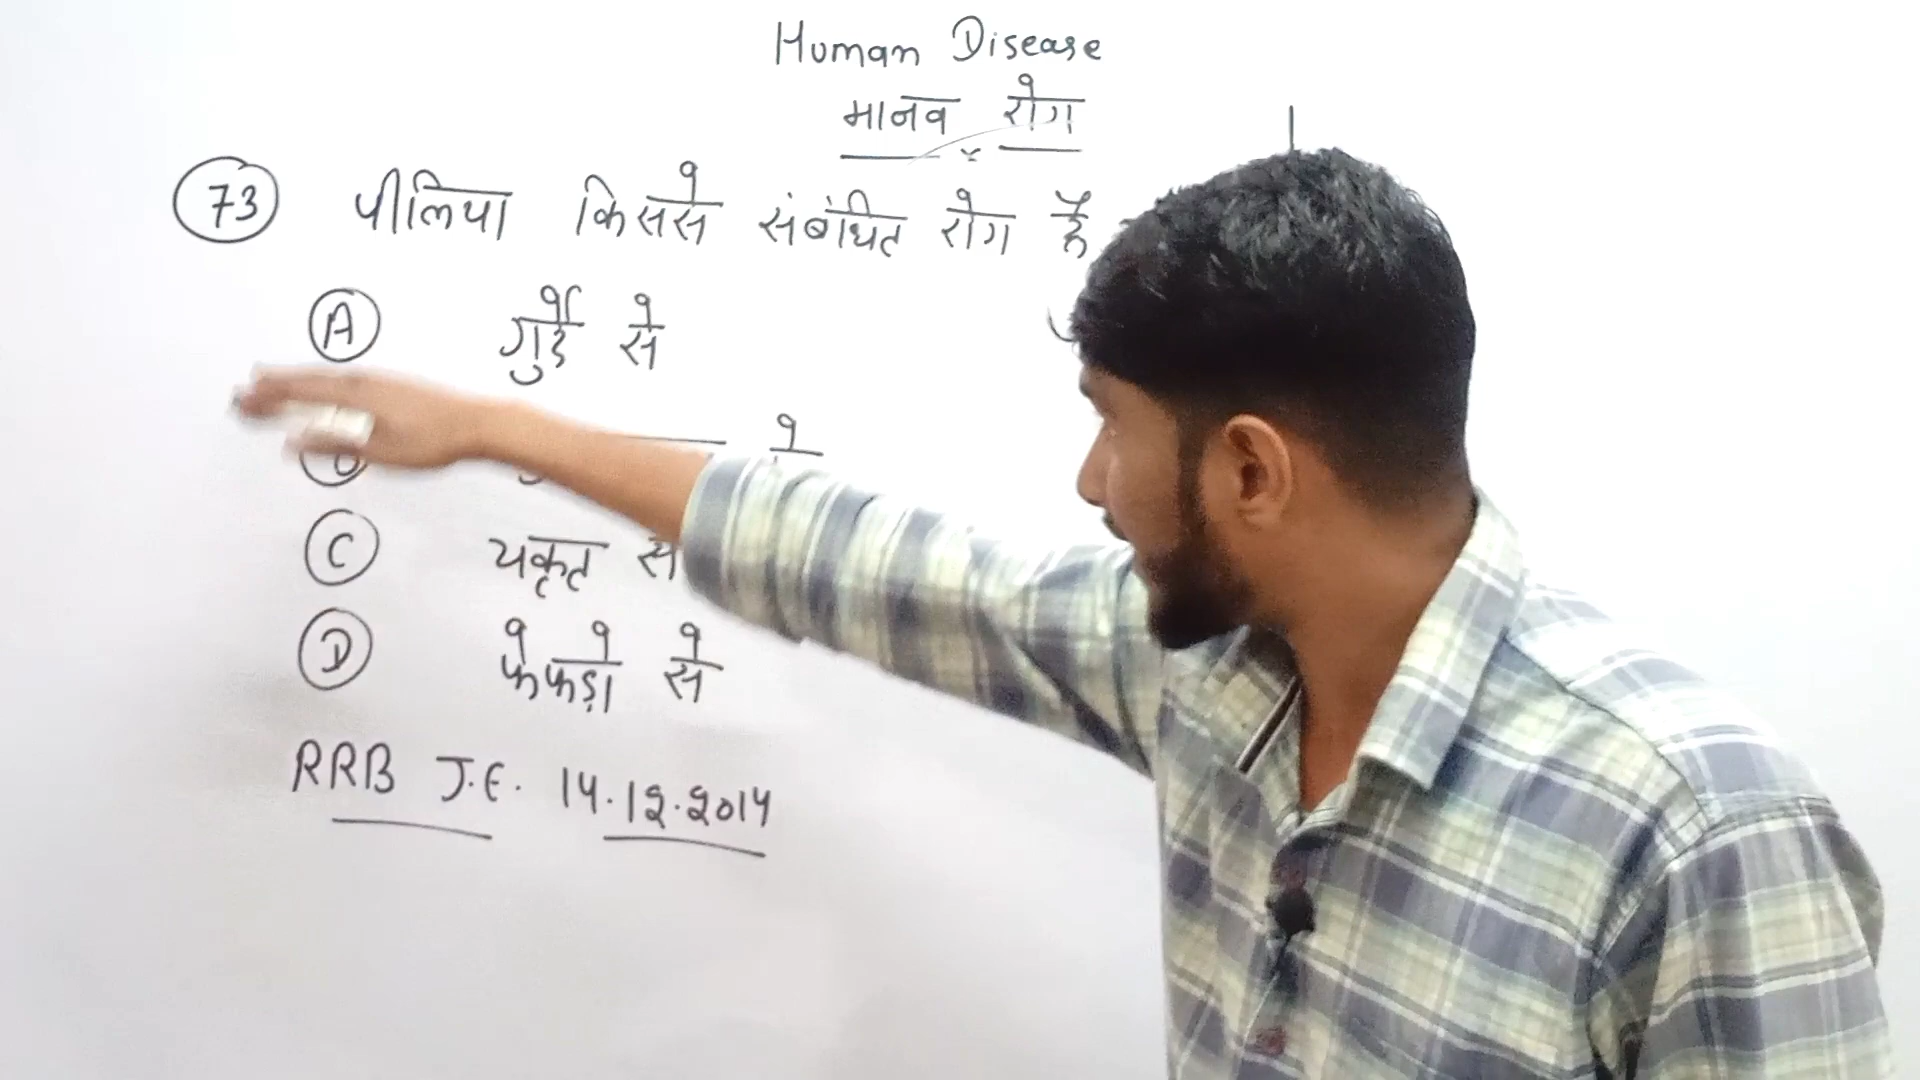 Human Disease
मानव रोग
73 पीलिया किससे संबंधित रोग है
A गुर्दे से
C यकृत से
D फेफड़े से
RRB J.E. 14.12.2014